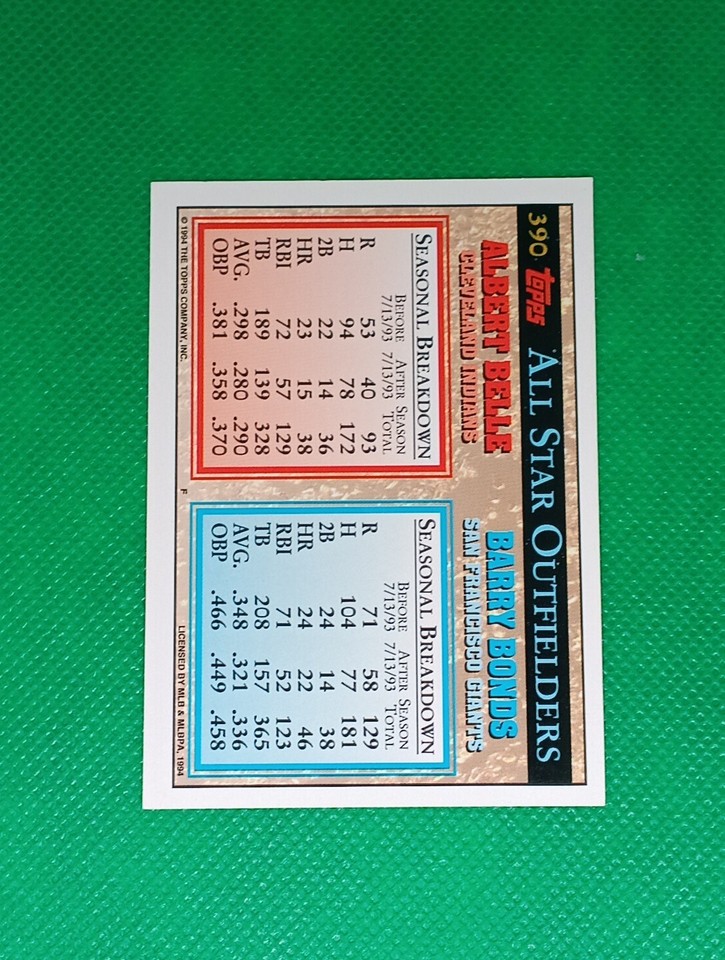 390 TOPPS ALL STAR OUTFIELDERS
ALBERT BELLE
CLEVELAND INDIANS
SEASONAL BREAKDOWN
BEFORE AFTER SEASON
7/13/93 7/13/93 TOTAL
R 53 40 93
H 94 78 172
2B 22 14 36
HR 23 15 38
RBI 72 57 129
TB 189 139 328
AVG. .298 .280 .290
OBP .381 .358 .370
BARRY BONDS
SAN FRANCISCO GIANTS
SEASONAL BREAKDOWN
BEFORE AFTER SEASON
7/13/93 7/13/93 TOTAL
R 71 58 129
H 104 77 181
2B 24 14 38
HR 24 22 46
RBI 71 52 123
TB 208 157 365
AVG. .348 .321 .336
OBP .466 .449 .458
© 1994 THE TOPPS COMPANY, INC.
F
LICENSED BY MLB & MLBPA, 1994